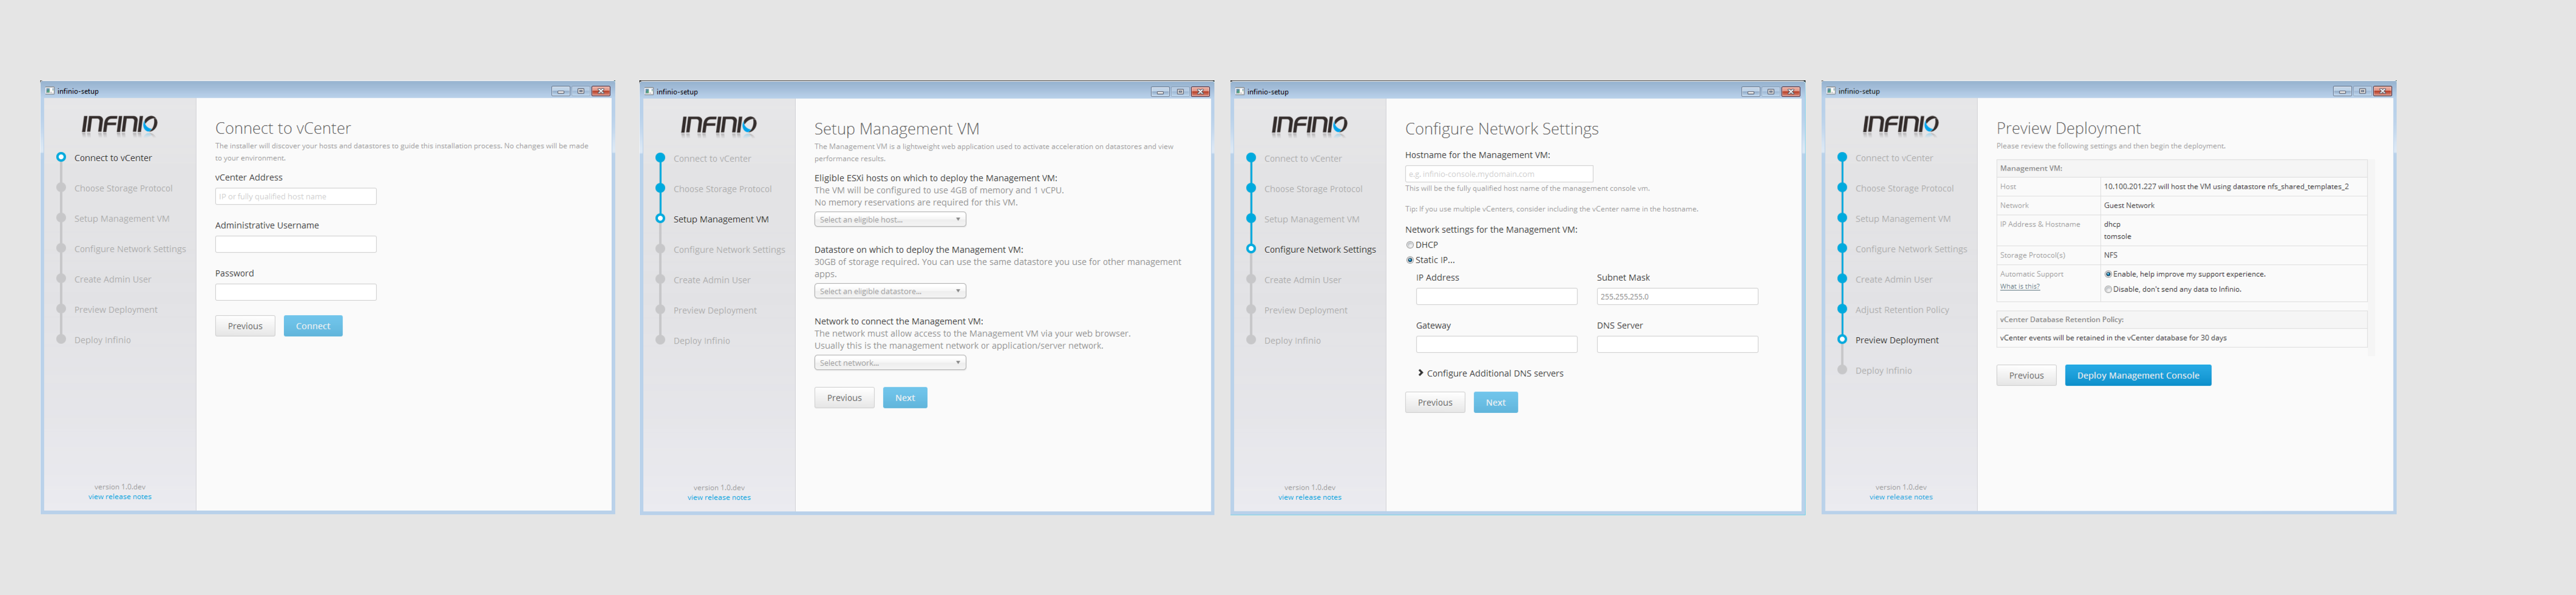 infinio-setup
INFINIO
Connect to vCenter
Choose Storage Protocol
Setup Management VM
Configure Network Settings
Create Admin User
Preview Deployment
Deploy Infinio
version 1.0.dev
view release notes
Connect to vCenter
The installer will discover your hosts and datastores to guide this installation process. No changes will be made
to your environment.
vCenter Address
IP or fully qualified host name
Administrative Username
Password
Previous Connect
infinio-setup
INFINIO
Connect to vCenter
Choose Storage Protocol
Setup Management VM
Configure Network Settings
Create Admin User
Preview Deployment
Deploy Infinio
version 1.0.dev
view release notes
Setup Management VM
The Management VM is a lightweight web application used to activate acceleration on datastores and view
performance results.
Eligible ESXi hosts on which to deploy the Management VM:
The VM will be configured to use 4GB of memory and 1 vCPU.
No memory reservations are required for this VM.
Select an eligible host...
Datastore on which to deploy the Management VM:
30GB of storage required. You can use the same datastore you use for other management
apps.
Select an eligible datastore...
Network to connect the Management VM:
The network must allow access to the Management VM via your web browser.
Usually this is the management network or application/server network.
Select network...
Previous Next
infinio-setup
INFINIO
Connect to vCenter
Choose Storage Protocol
Setup Management VM
Configure Network Settings
Create Admin User
Preview Deployment
Deploy Infinio
version 1.0.dev
view release notes
Configure Network Settings
Hostname for the Management VM:
e.g. infinio-console.mydomain.com
This will be the fully qualified host name of the management console vm.
Tip: If you use multiple vCenters, consider including the vCenter name in the hostname.
Network settings for the Management VM:
DHCP
Static IP...
IP Address Subnet Mask
255.255.255.0
Gateway DNS Server
Configure Additional DNS servers
Previous Next
infinio-setup
INFINIO
Connect to vCenter
Choose Storage Protocol
Setup Management VM
Configure Network Settings
Create Admin User
Adjust Retention Policy
Preview Deployment
Deploy Infinio
version 1.0.dev
view release notes
Preview Deployment
Please review the following settings and then begin the deployment.
Management VM:
Host 10.100.201.227 will host the VM using datastore nfs_shared_templates_2
Network Guest Network
IP Address & Hostname dhcp
tomsole
Storage Protocol(s) NFS
Automatic Support Enable, help improve my support experience.
What is this? Disable, don't send any data to Infinio.
vCenter Database Retention Policy:
vCenter events will be retained in the vCenter database for 30 days
Previous Deploy Management Console